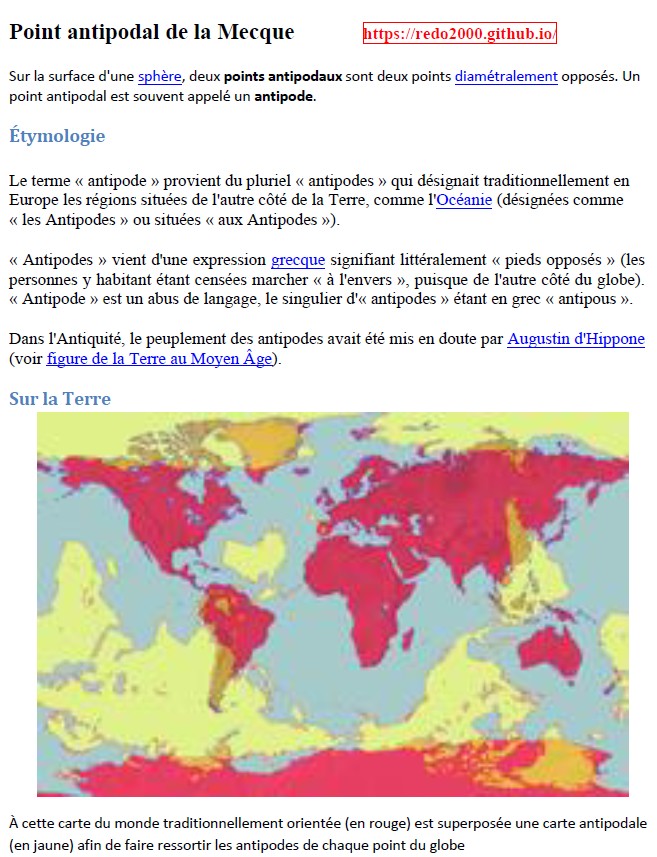 Point antipodal de la Mecque https://redo2000.github.io/
Sur la surface d'une sphère, deux points antipodaux sont deux points diamétralement opposés. Un
point antipodal est souvent appelé un antipode.
Étymologie
Le terme « antipode » provient du pluriel « antipodes » qui désignait traditionnellement en
Europe les régions situées de l'autre côté de la Terre, comme l'Océanie (désignées comme
« les Antipodes » ou situées « aux Antipodes »).
« Antipodes » vient d'une expression grecque signifiant littéralement « pieds opposés » (les
personnes y habitant étant censées marcher « à l'envers », puisque de l'autre côté du globe).
« Antipode » est un abus de langage, le singulier d'« antipodes » étant en grec « antipous ».
Dans l'Antiquité, le peuplement des antipodes avait été mis en doute par Augustin d'Hippone
(voir figure de la Terre au Moyen Âge).
Sur la Terre
À cette carte du monde traditionnellement orientée (en rouge) est superposée une carte antipodale
(en jaune) afin de faire ressortir les antipodes de chaque point du globe